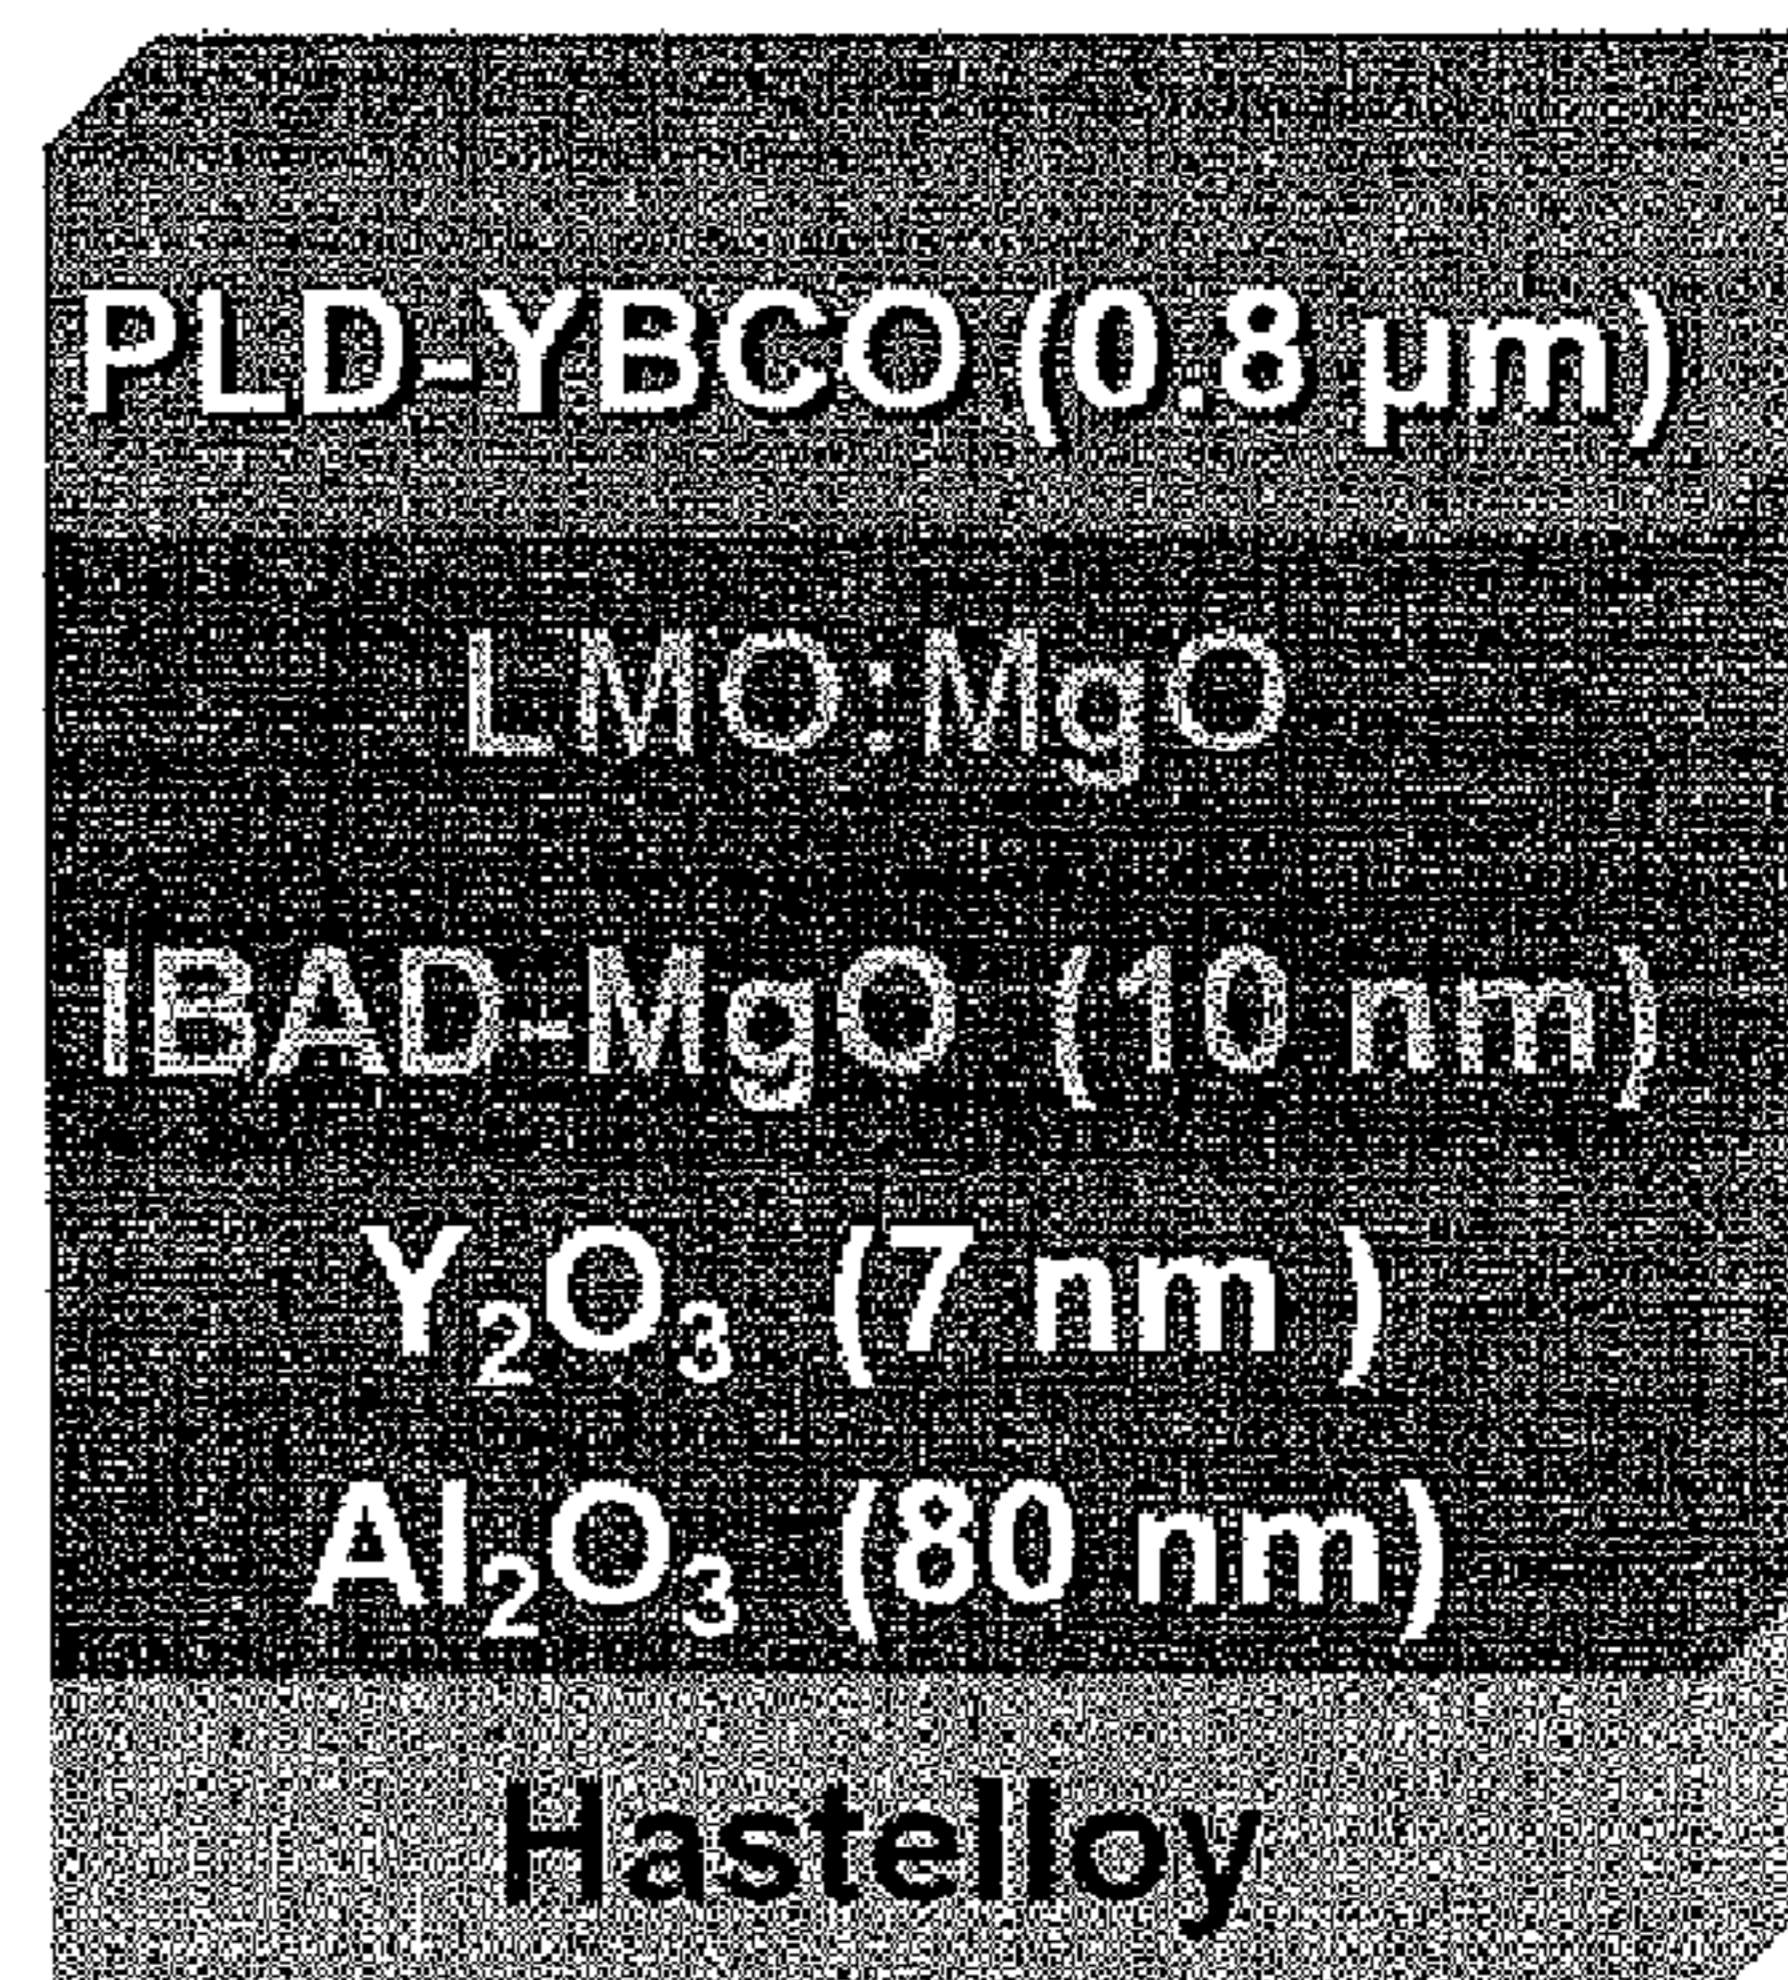 PLD-YBCO (0.8 µm)
LMO:MgO
IBAD-MgO (10 nm)
Y₂O₃ (7 nm )
Al₂O₃ (80 nm)
Hastelloy